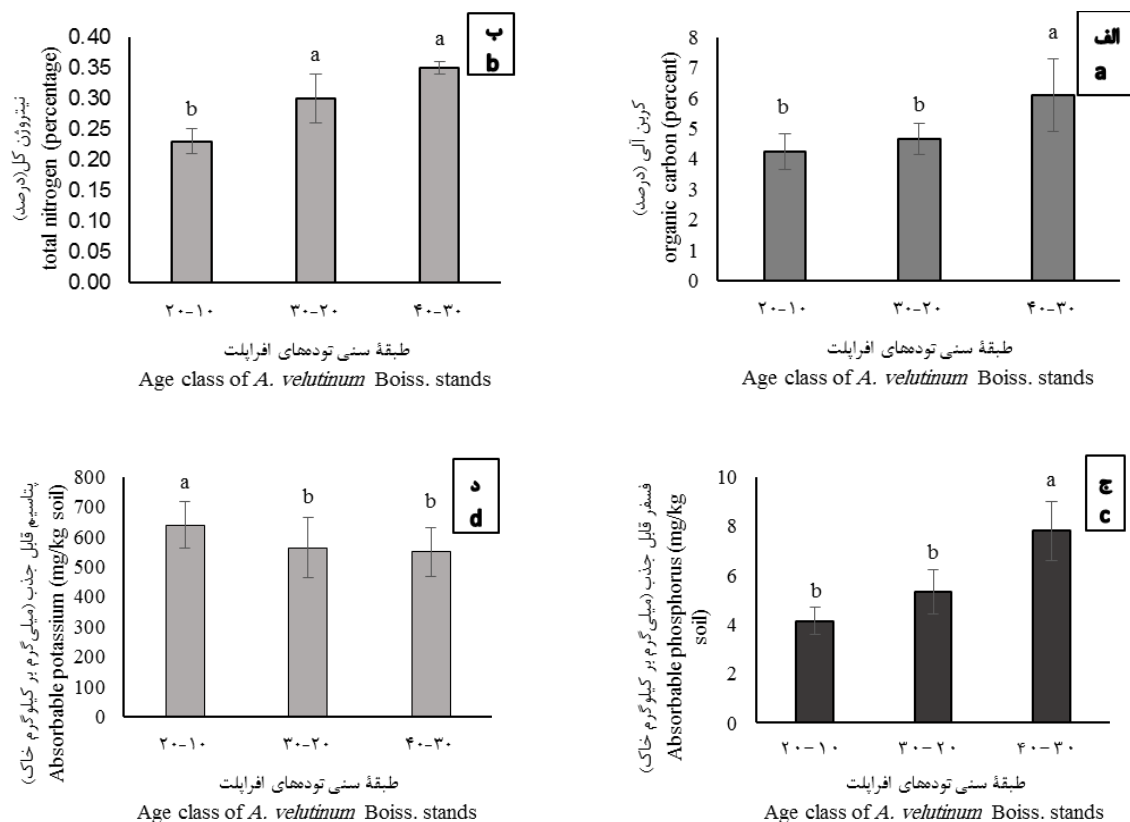 الف
a
کربن آلی (درصد)
organic carbon (percent)
8
7
6
5
4
3
2
1
0
b
b
a
۲۰-۱۰
۳۰-۲۰
۴۰-۳۰
طبقۀ سنی توده‌های افراپلت
Age class of A. velutinum Boiss. stands
ب
b
نیتروژن کل(درصد)
total nitrogen (percentage)
0.40
0.35
0.30
0.25
0.20
0.15
0.10
0.05
0.00
b
a
a
۲۰-۱۰
۳۰-۲۰
۴۰-۳۰
طبقۀ سنی توده‌های افراپلت
Age class of A. velutinum Boiss. stands
ج
c
فسفر قابل جذب (میلی‌گرم بر کیلوگرم خاک)
Absorbable phosphorus (mg/kg
soil)
10
8
6
4
2
0
b
b
a
۲۰-۱۰
۳۰-۲۰
۴۰-۳۰
طبقۀ سنی توده‌های افراپلت
Age class of A. velutinum Boiss. stands
د
d
پتاسیم قابل جذب (میلی‌گرم بر کیلوگرم خاک)
Absorbable potassium (mg/kg soil)
800
700
600
500
400
300
200
100
0
a
b
b
۲۰-۱۰
۳۰-۲۰
۴۰-۳۰
طبقۀ سنی توده‌های افراپلت
Age class of A. velutinum Boiss. stands